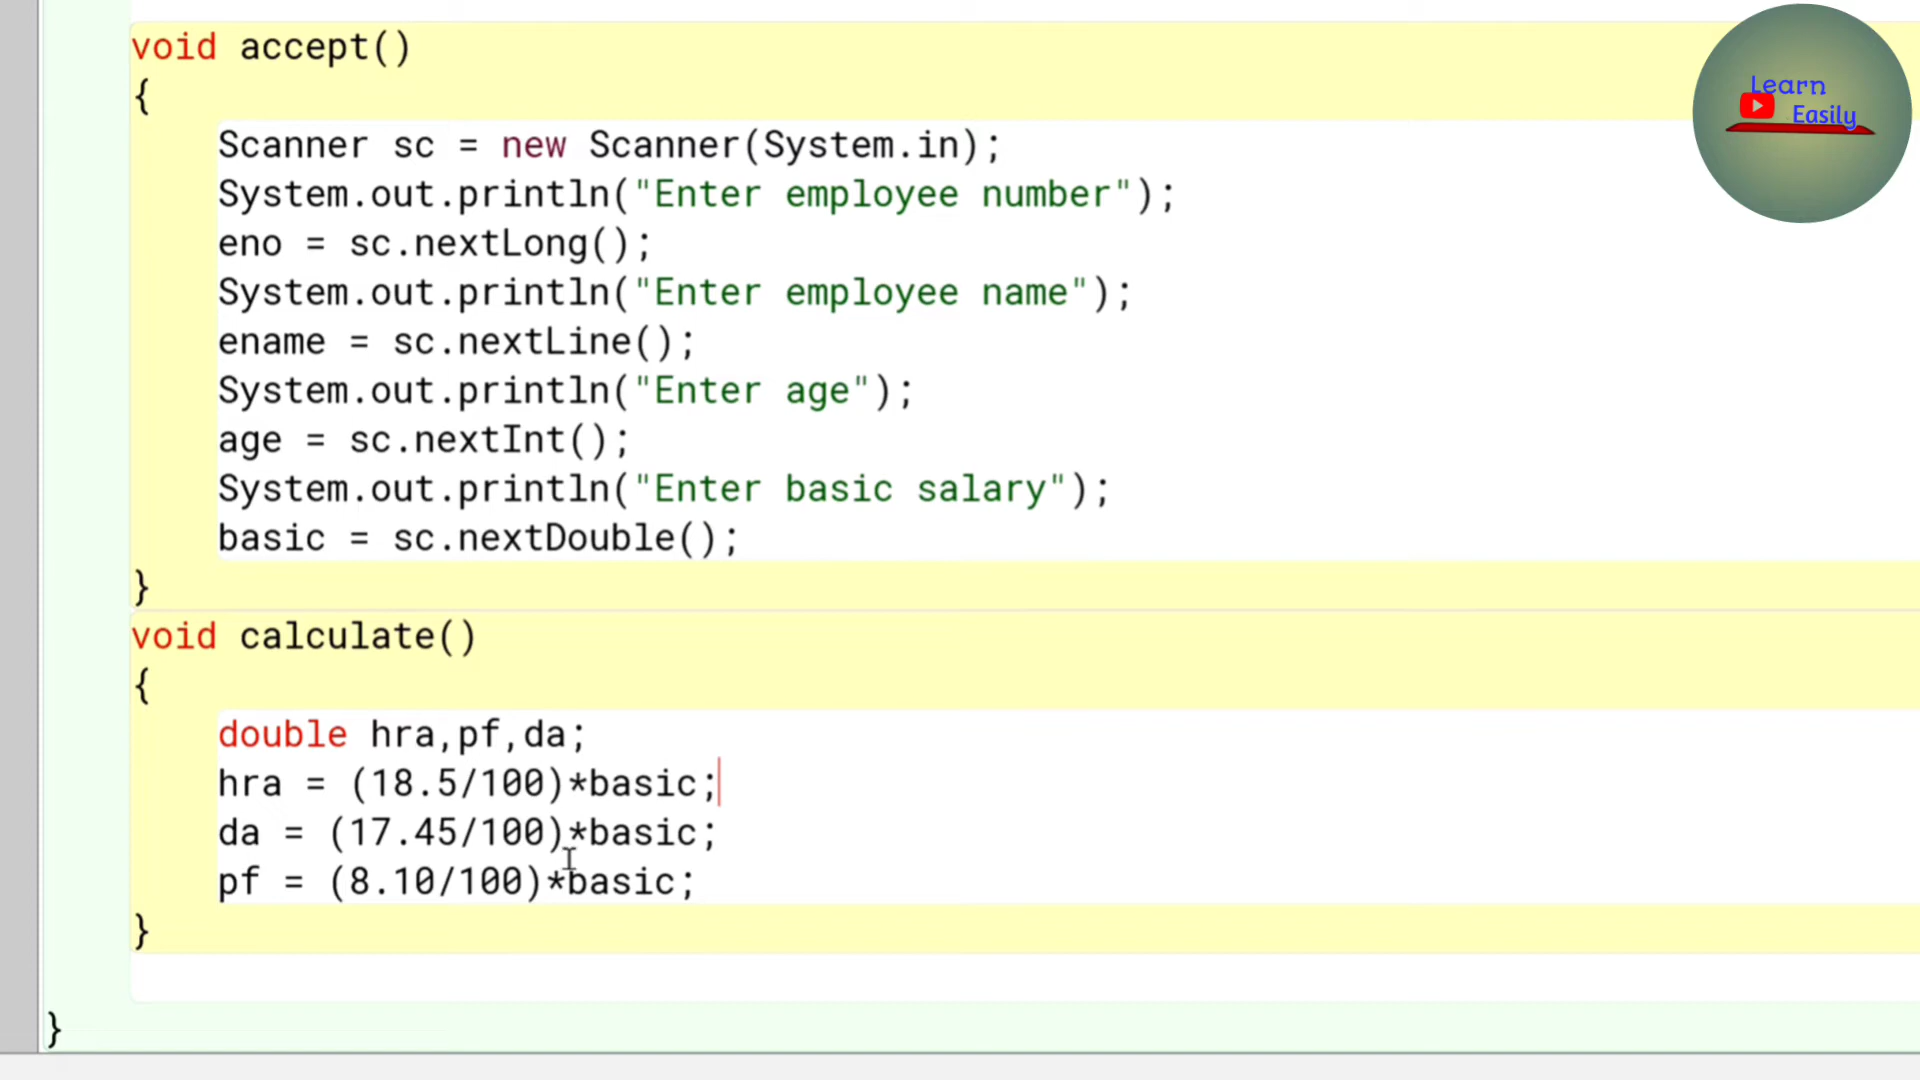 void accept()
{
Scanner sc = new Scanner(System.in);
System.out.println("Enter employee number");
eno = sc.nextLong();
System.out.println("Enter employee name");
ename = sc.nextLine();
System.out.println("Enter age");
age = sc.nextInt();
System.out.println("Enter basic salary");
basic = sc.nextDouble();
}
void calculate()
{
double hra,pf,da;
hra = (18.5/100)*basic;
da = (17.45/100)*basic;
pf = (8.10/100)*basic;
}
}
Learn
Easily